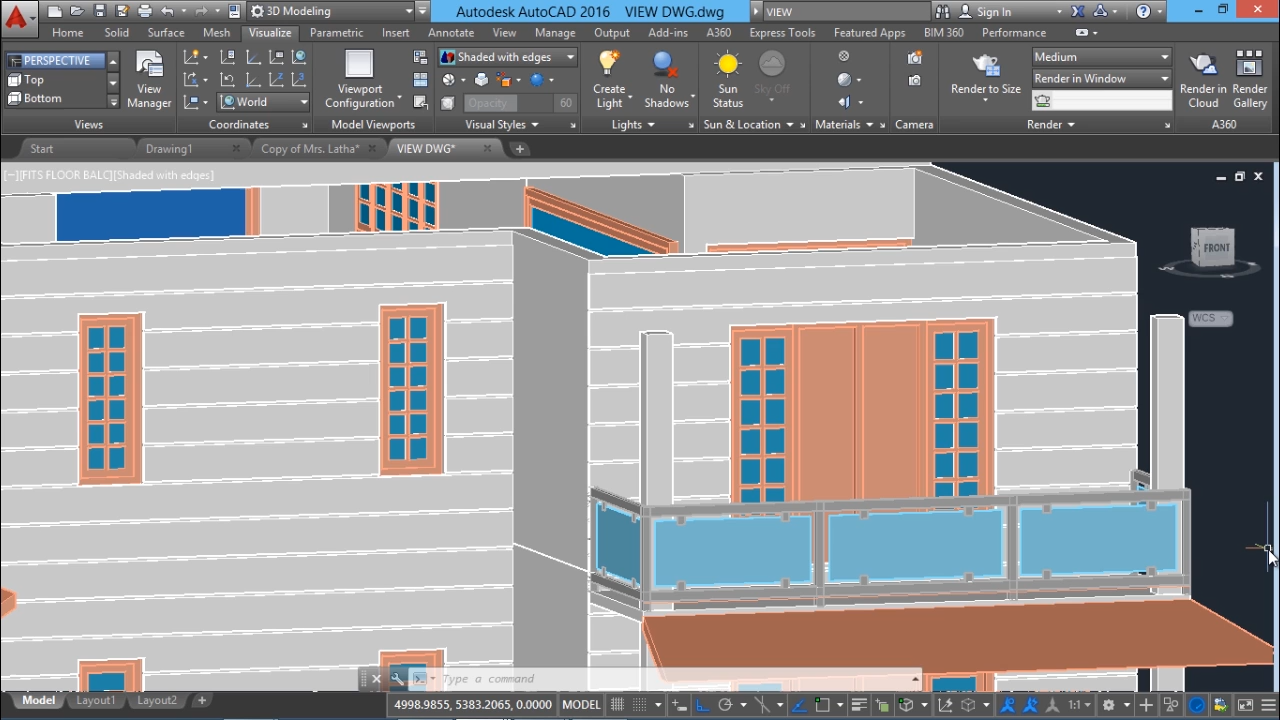 3D Modeling
Autodesk AutoCAD 2016 VIEW DWG.dwg
VIEW
Sign In
Home Solid Surface Mesh Visualize Parametric Insert Annotate View Manage Output Add-ins A360 Express Tools Featured Apps BIM 360 Performance
PERSPECTIVE
Top
Bottom
View Manager
Views
World
Coordinates
Viewport Configuration
Model Viewports
Shaded with edges
Opacity 60
Visual Styles
Create Light
No Shadows
Lights
Sun Status
Sky Off
Sun & Location
Materials
Camera
Render to Size
Medium
Render in Window
Render
Render in Cloud
Render Gallery
A360
Start Drawing1 Copy of Mrs. Latha* VIEW DWG*
[−][FITS FLOOR BALC][Shaded with edges]
FRONT
WCS
Type a command
Model Layout1 Layout2 +
4998.9855, 5383.2065, 0.0000 MODEL
1:1